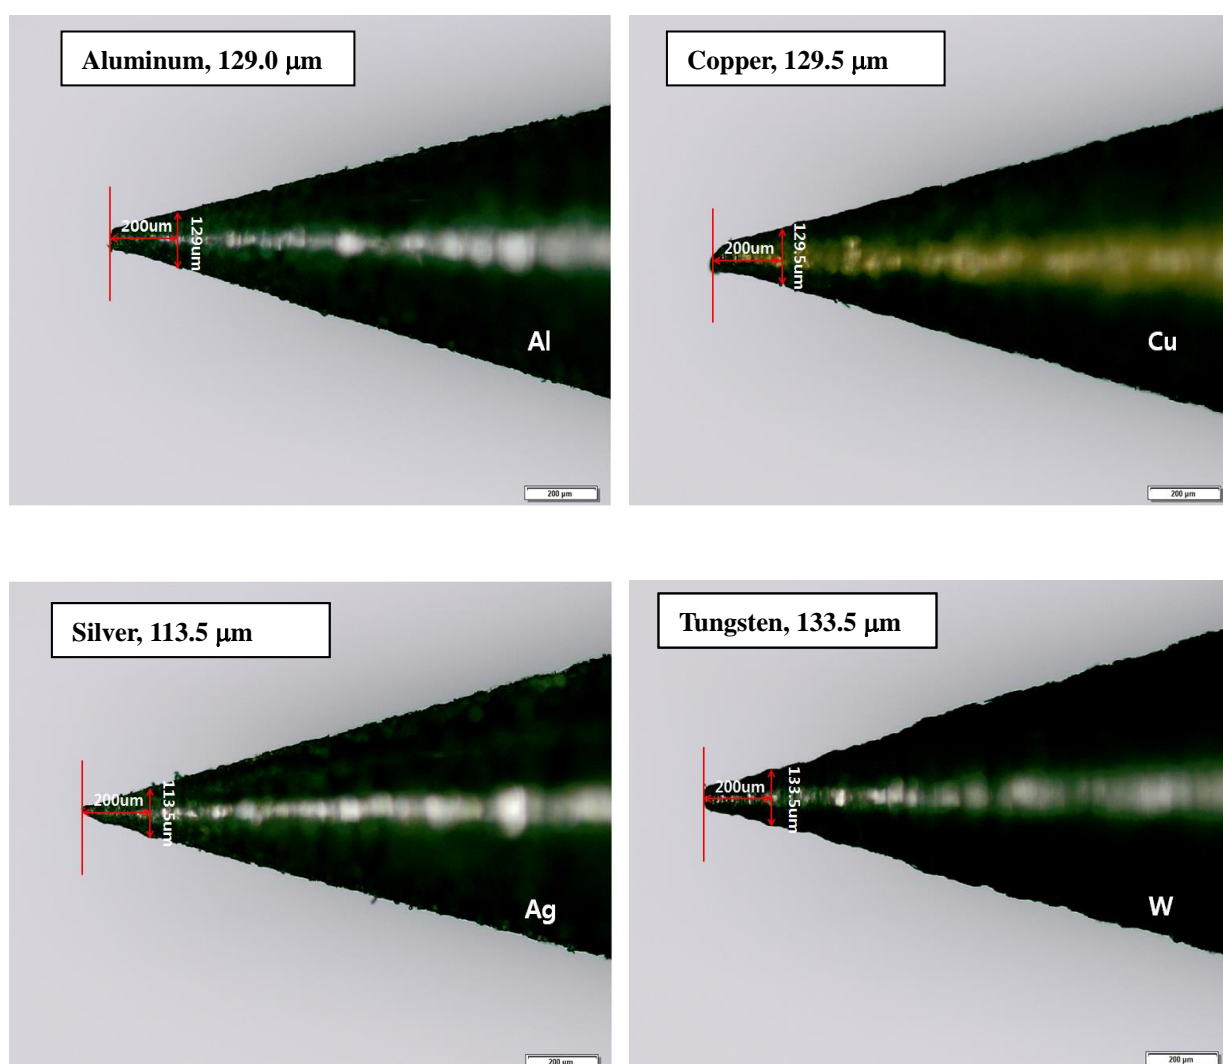 Aluminum, 129.0 μm
200um
129um
Al
200 μm
Copper, 129.5 μm
200um
129.5um
Cu
200 μm
Silver, 113.5 μm
200um
113.5um
Ag
200 μm
Tungsten, 133.5 μm
200um
133.5um
W
200 μm